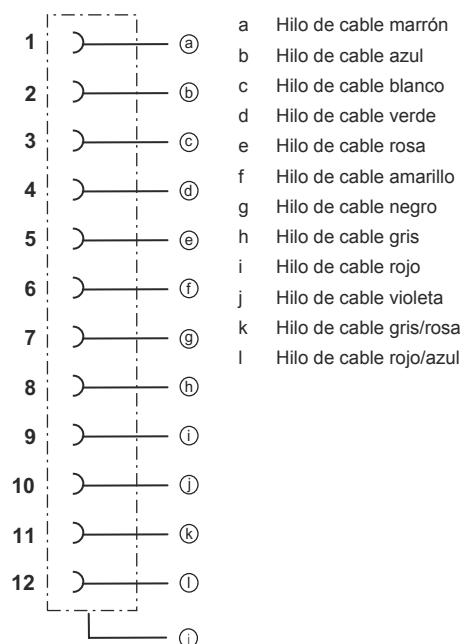 1 a
2 b
3 c
4 d
5 e
6 f
7 g
8 h
9 i
10 j
11 k
12 l
a Hilo de cable marrón
b Hilo de cable azul
c Hilo de cable blanco
d Hilo de cable verde
e Hilo de cable rosa
f Hilo de cable amarillo
g Hilo de cable negro
h Hilo de cable gris
i Hilo de cable rojo
j Hilo de cable violeta
k Hilo de cable gris/rosa
l Hilo de cable rojo/azul